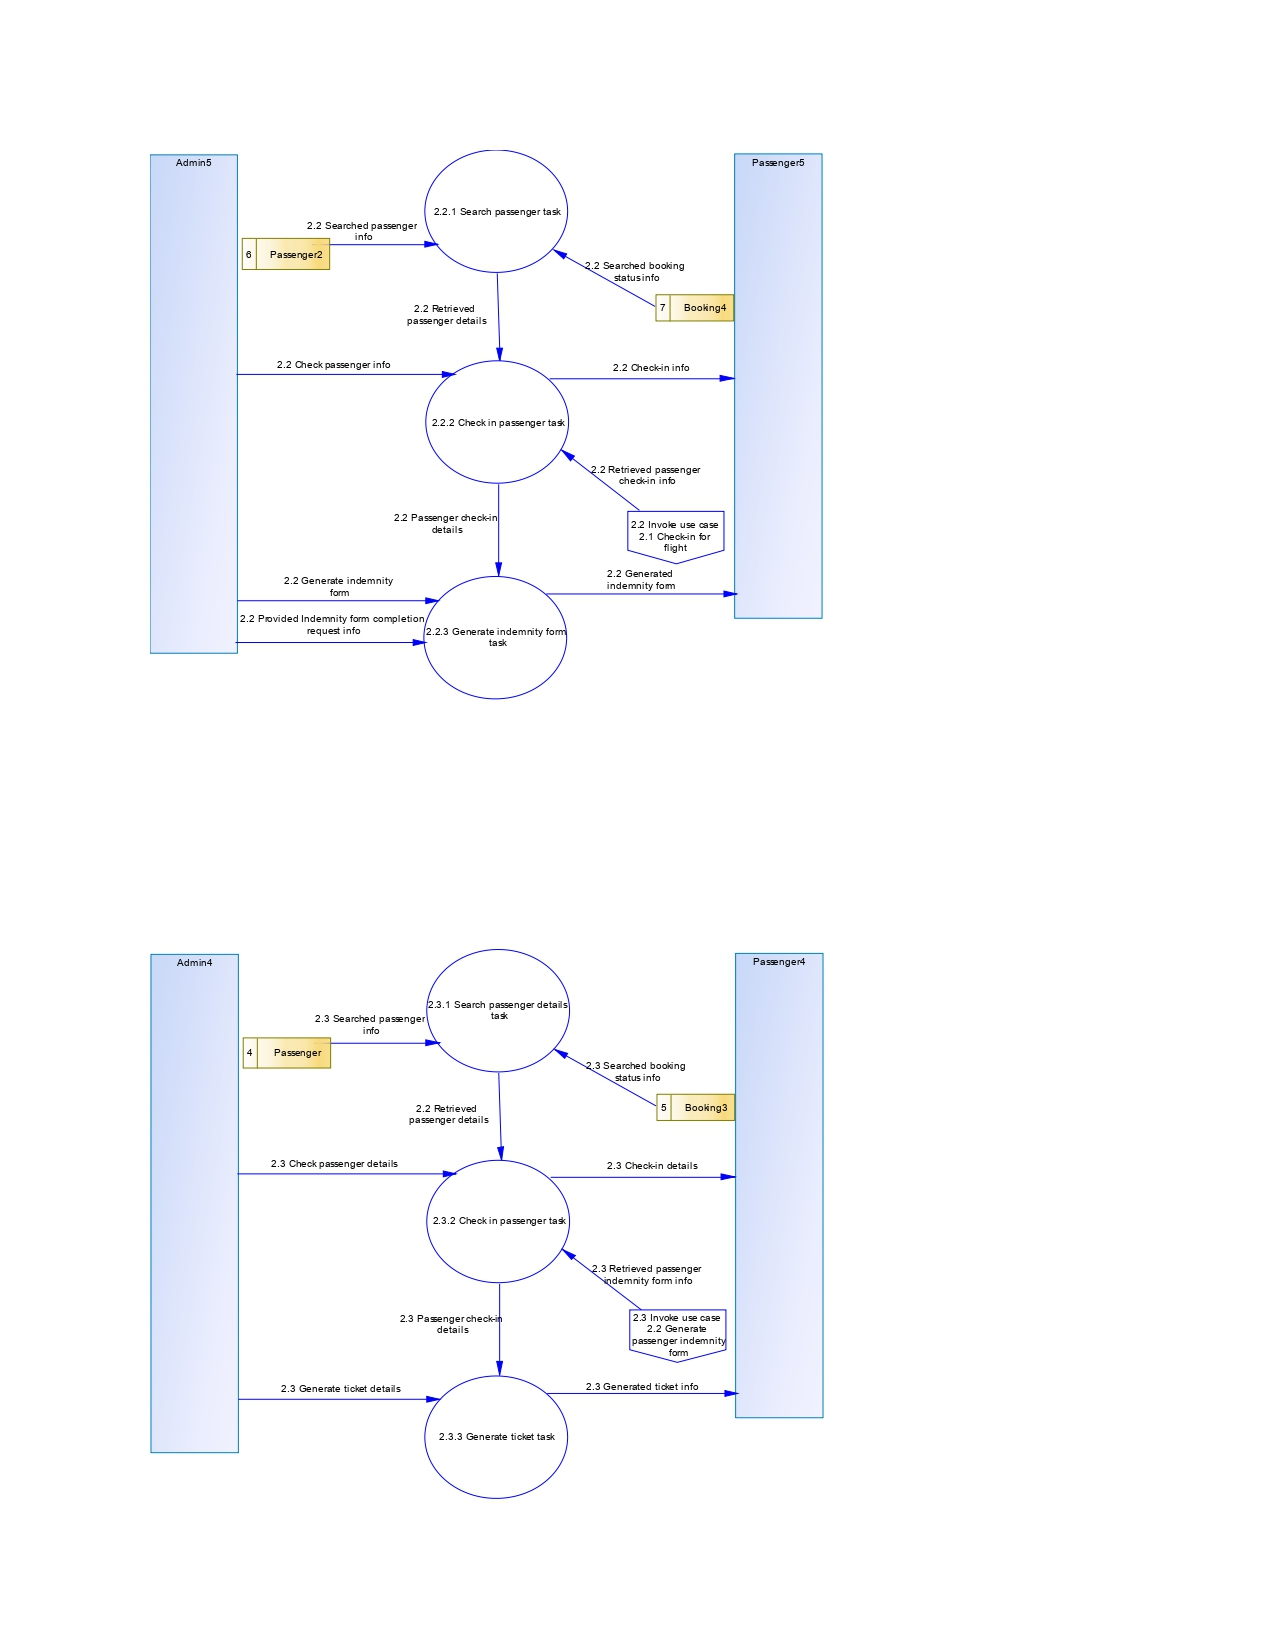 Admin5
Passenger5
2.2.1 Search passenger task
2.2 Searched passenger
info
6
Passenger2
2.2 Searched booking
status info
7
Booking4
2.2 Retrieved
passenger details
2.2 Check passenger info
2.2 Check-in info
2.2.2 Check in passenger task
2.2 Retrieved passenger
check-in info
2.2 Passenger check-in
details
2.2 Invoke use case
2.1 Check-in for
flight
2.2 Generate indemnity
form
2.2 Generated
indemnity form
2.2 Provided Indemnity form completion
request info
2.2.3 Generate indemnity form
task
Admin4
Passenger4
2.3.1 Search passenger details
task
2.3 Searched passenger
info
4
Passenger
2.3 Searched booking
status info
5
Booking3
2.2 Retrieved
passenger details
2.3 Check passenger details
2.3 Check-in details
2.3.2 Check in passenger task
2.3 Retrieved passenger
indemnity form info
2.3 Passenger check-in
details
2.3 Invoke use case
2.2 Generate
passenger indemnity
form
2.3 Generate ticket details
2.3 Generated ticket info
2.3.3 Generate ticket task